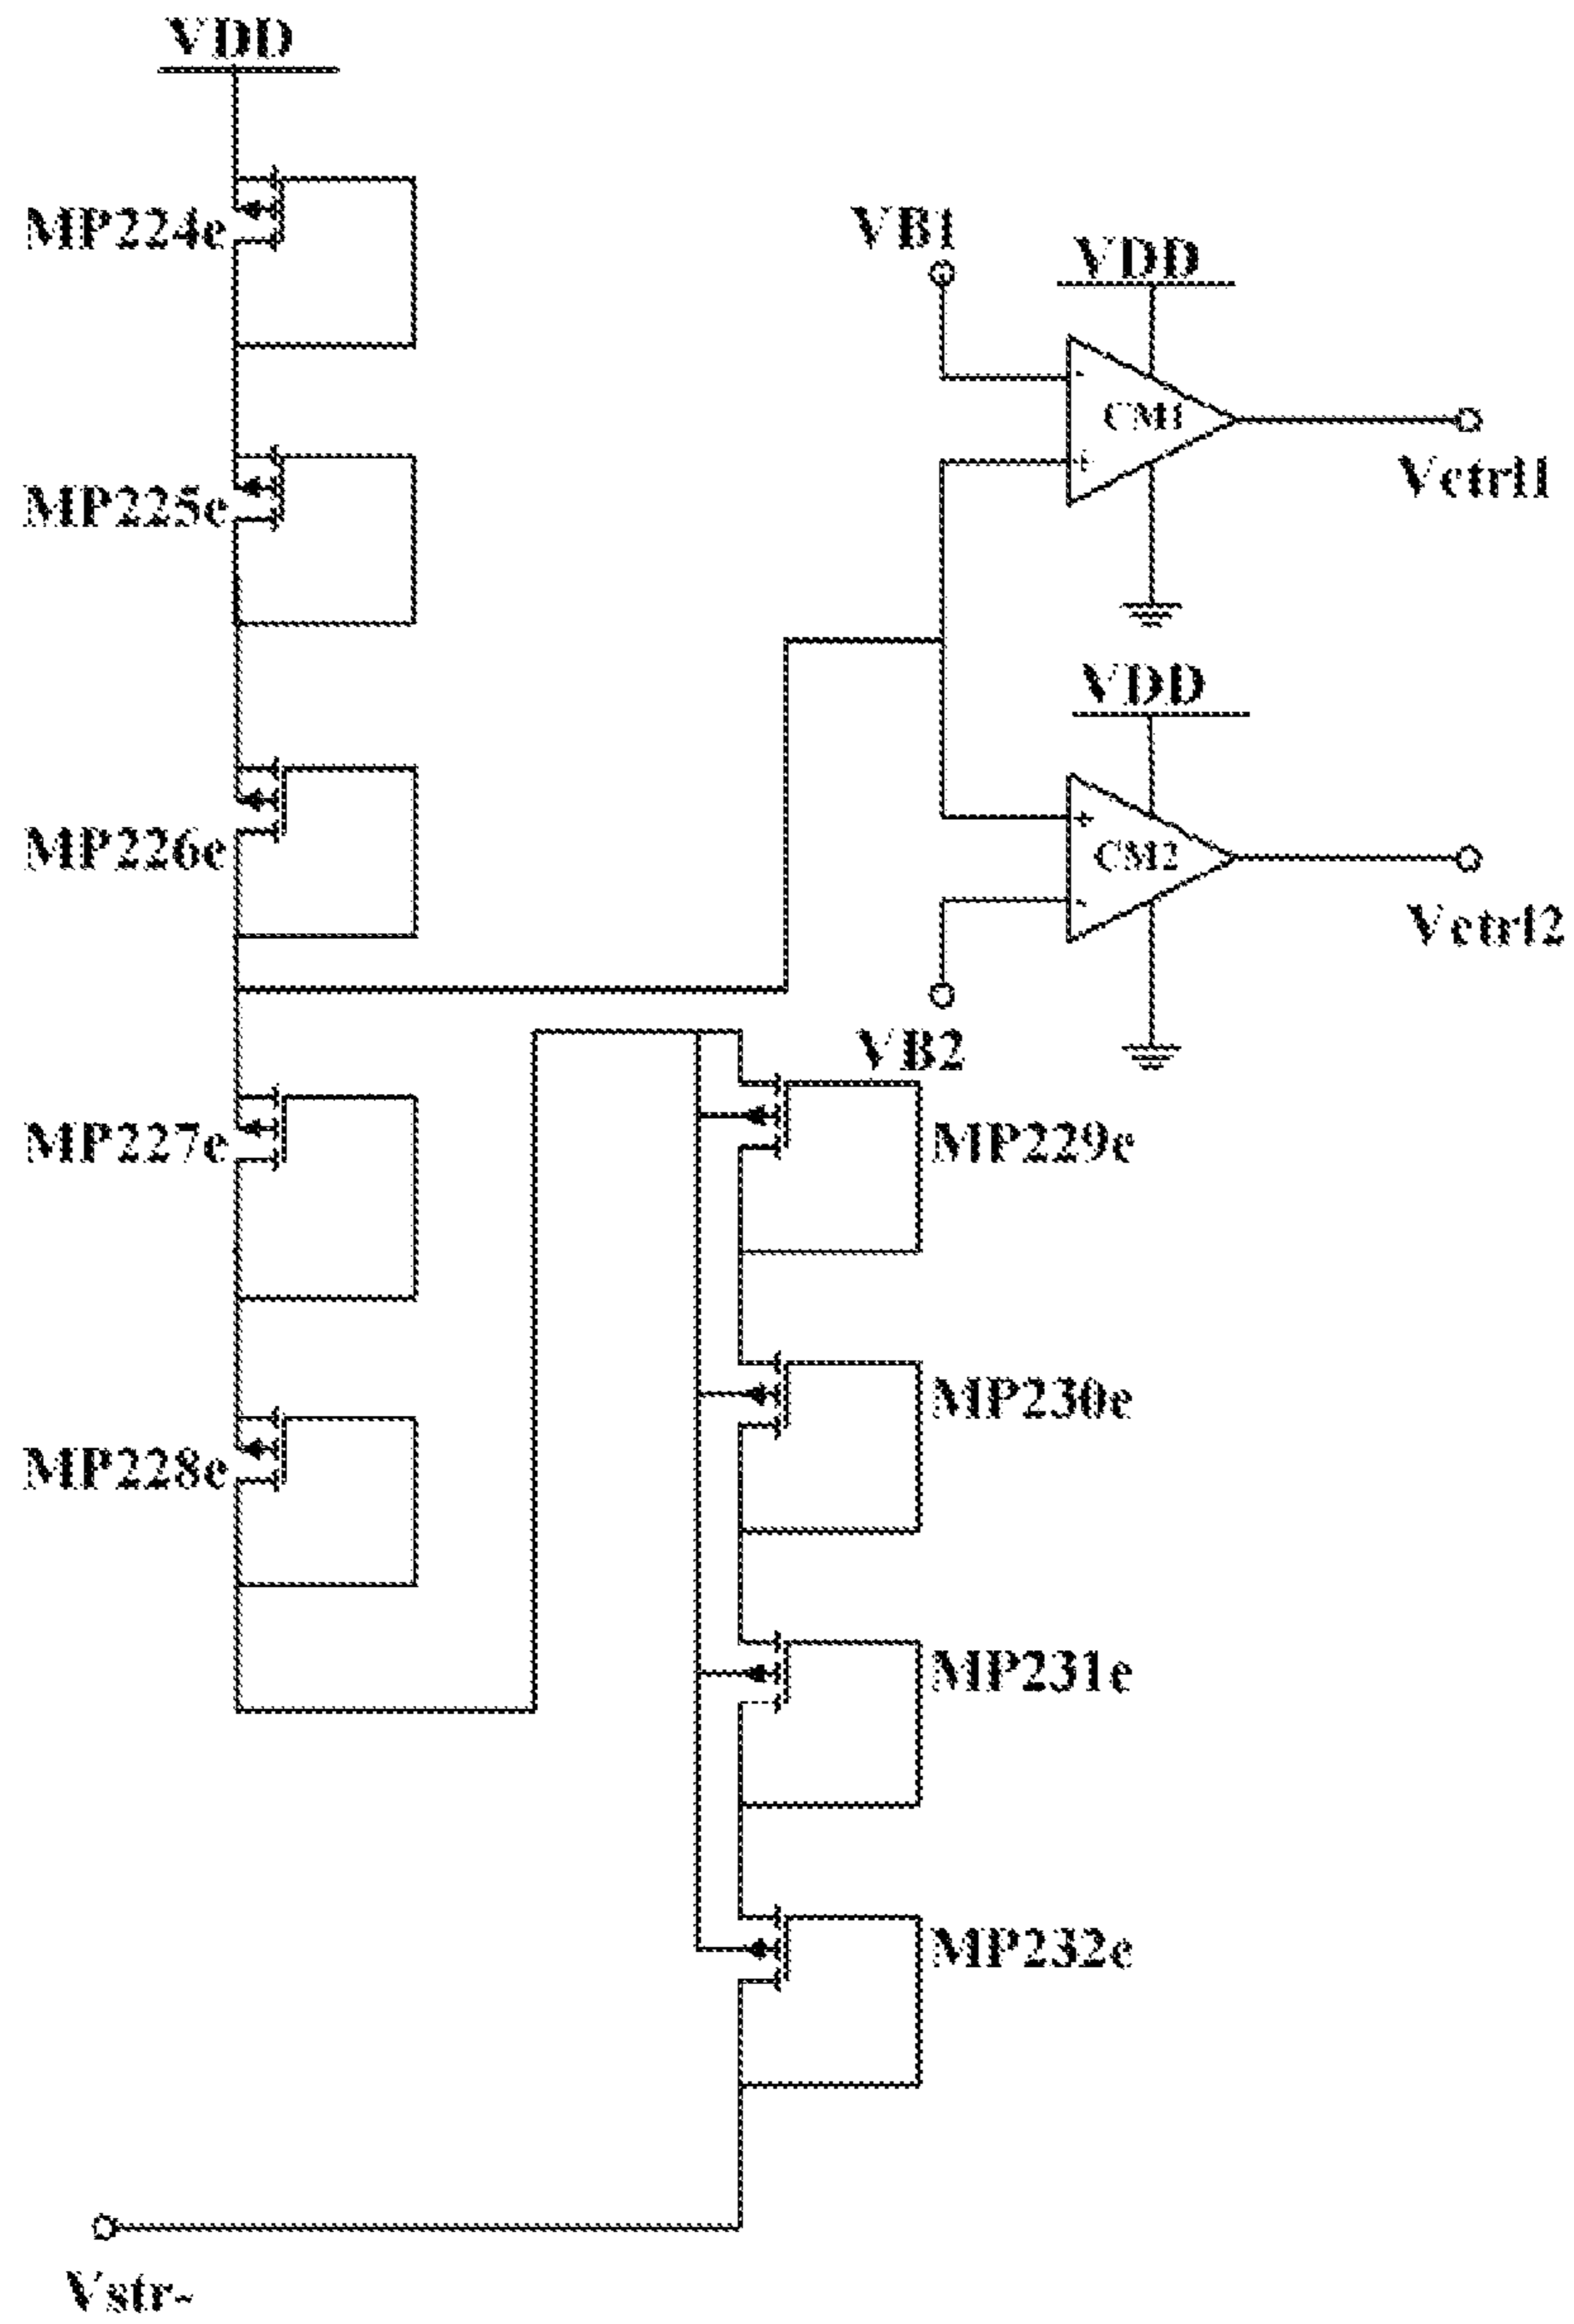 VDD
MP224e
VB1
VDD
-
CM1
+
Vctrl1
MP225e
VDD
+
CM2
-
Vctrl2
MP226e
VB2
MP227e
MP229e
MP230e
MP228e
MP231e
MP232e
Vstr-